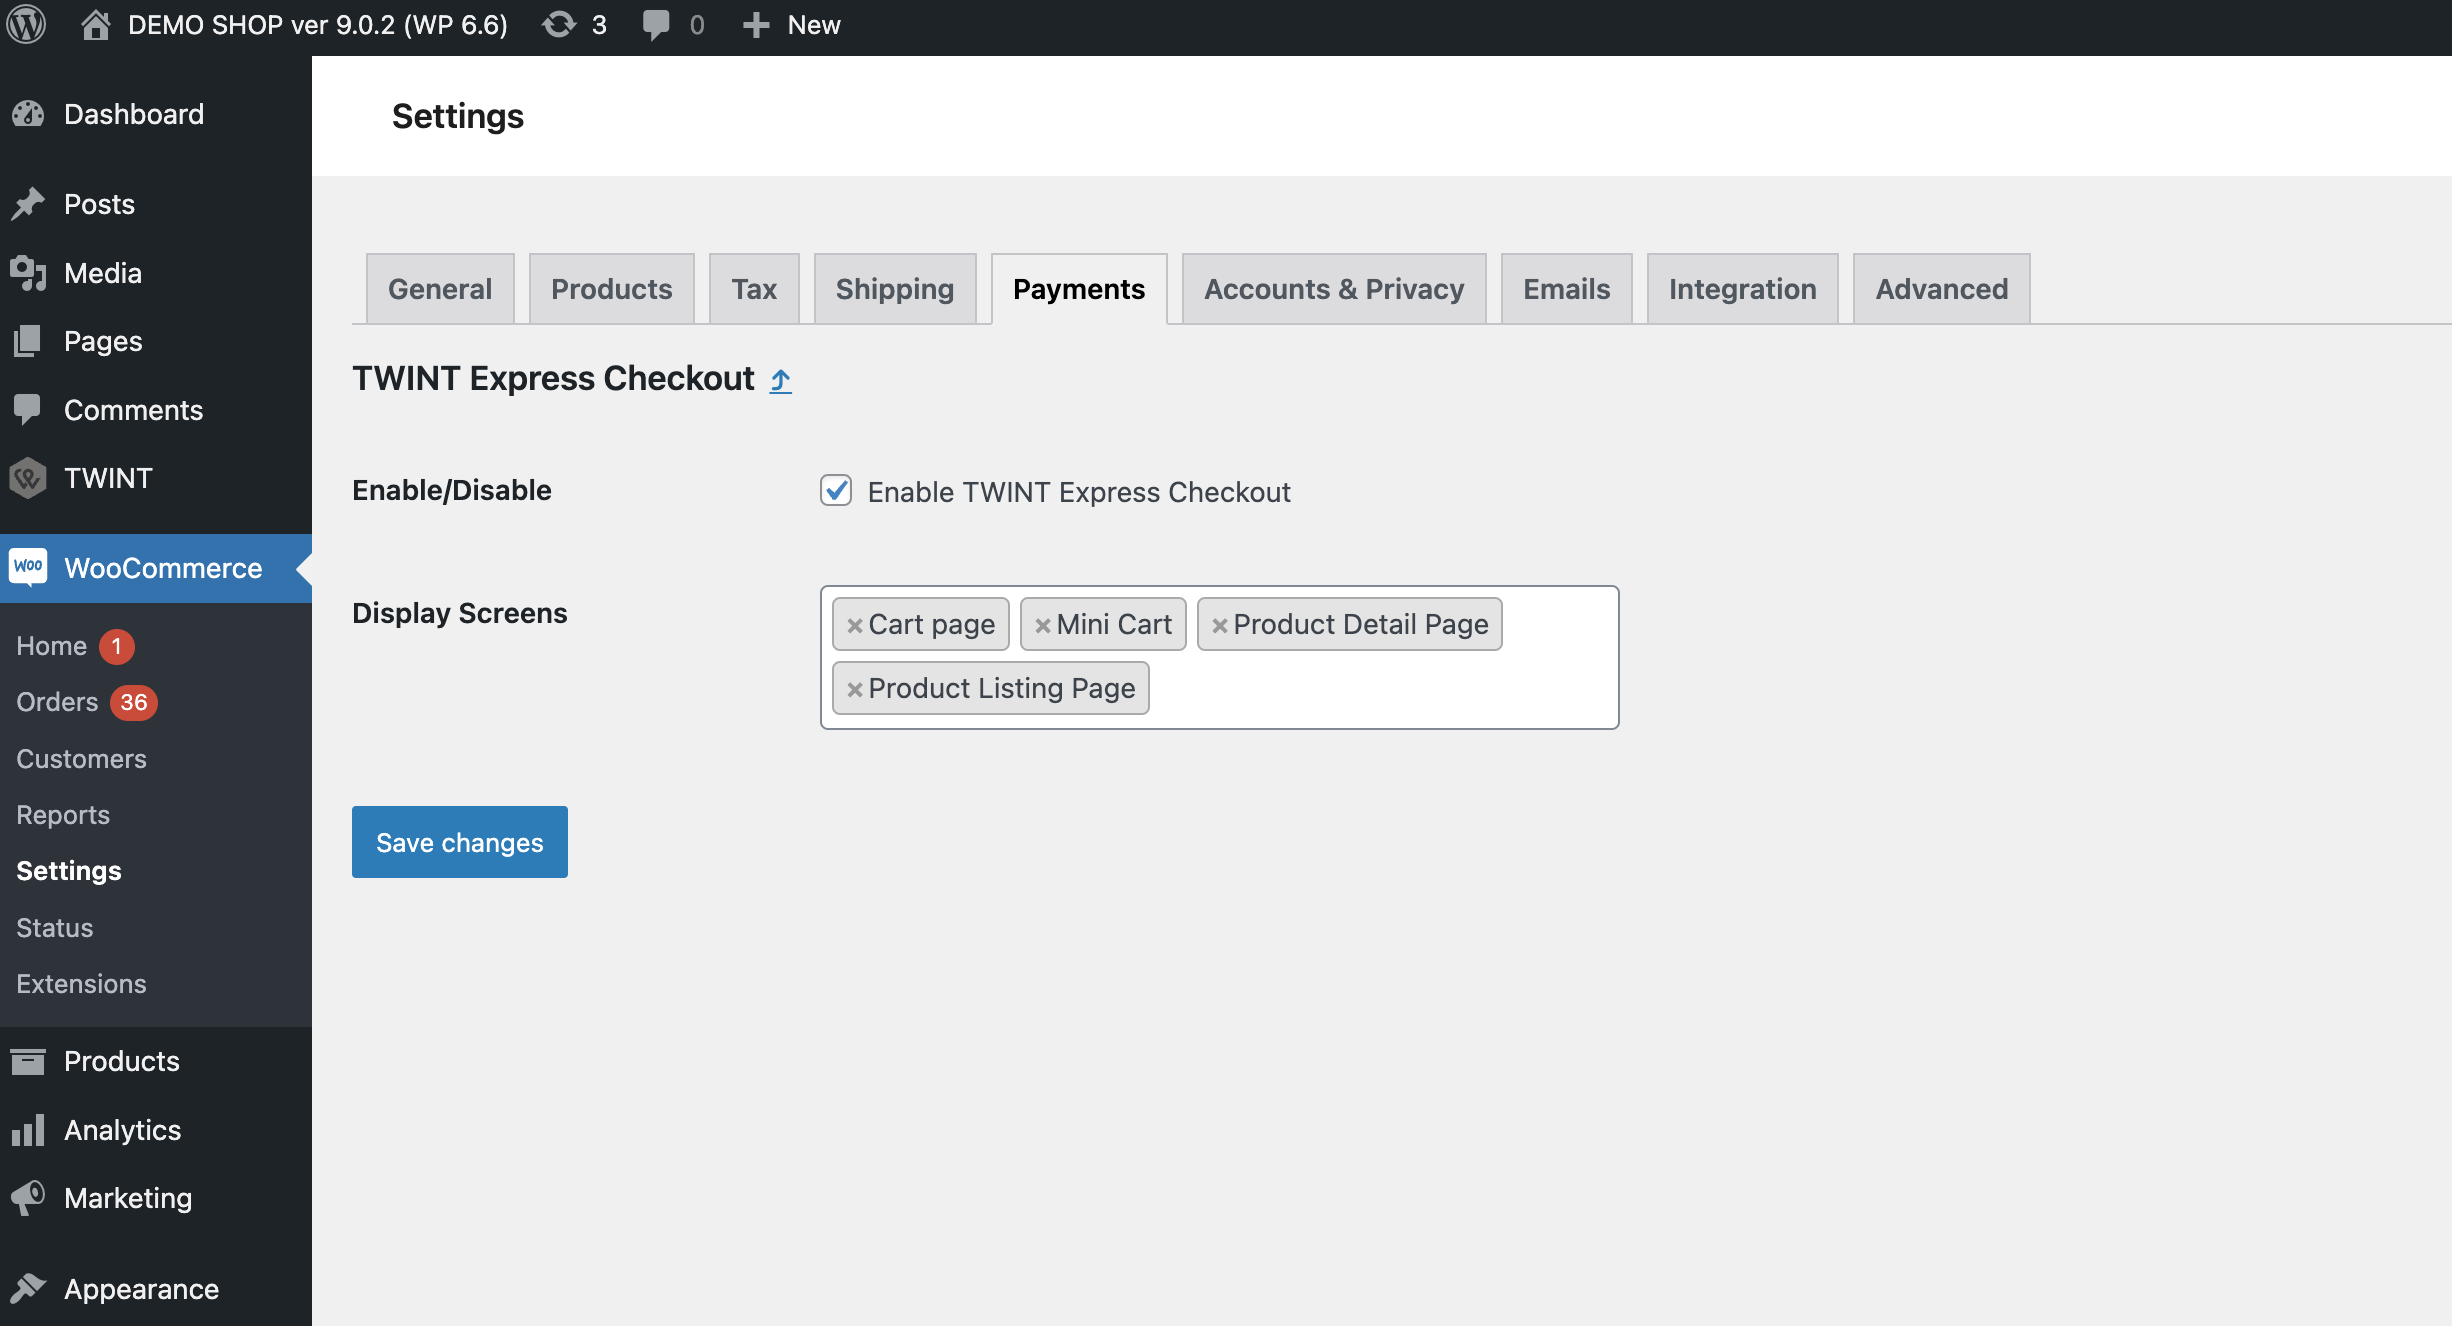 DEMO SHOP ver 9.0.2 (WP 6.6) 3 0 New
Dashboard
Posts
Media
Pages
Comments
TWINT
Woo WooCommerce
Home 1
Orders 36
Customers
Reports
Settings
Status
Extensions
Products
Analytics
Marketing
Appearance
Settings
General Products Tax Shipping Payments Accounts & Privacy Emails Integration Advanced
TWINT Express Checkout
Enable/Disable Enable TWINT Express Checkout
Display Screens ×Cart page ×Mini Cart ×Product Detail Page
×Product Listing Page
Save changes